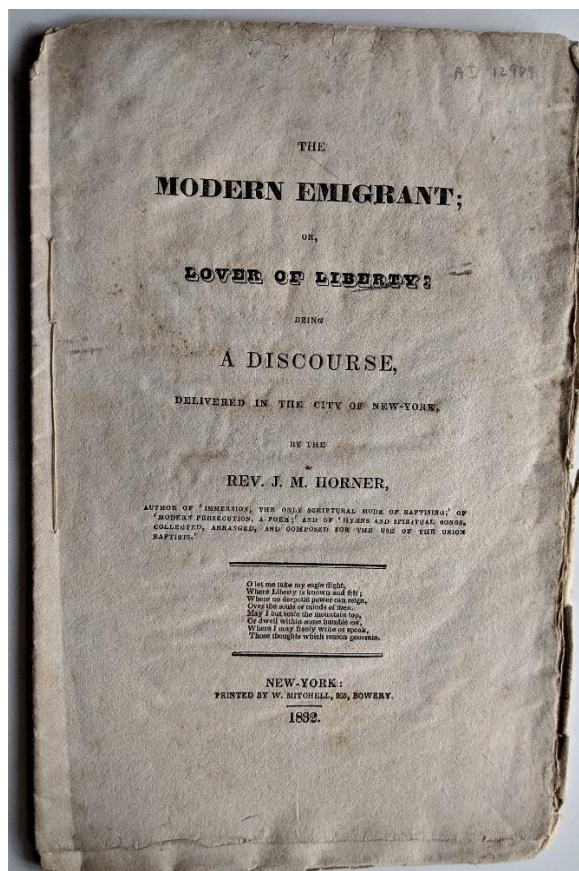 AD 12989
THE
MODERN EMIGRANT;
OR,
LOVER OF LIBERTY:
BEING
A DISCOURSE,
DELIVERED IN THE CITY OF NEW-YORK,
BY THE
REV. J. M. HORNER,
AUTHOR OF 'IMMERSION, THE ONLY SCRIPTURAL MODE OF BAPTISING;' OF
'MODERN PERSECUTION, A POEM;' AND OF 'HYMNS AND SPIRITUAL SONGS,
COLLECTED, ARRANGED, AND COMPOSED FOR THE USE OF THE UNION
BAPTISTS.'
O let me take my eagle flight,
Where Liberty is known and felt;
Where no despotic power can reign,
Over the souls or minds of men.
May I but scale the mountain top,
Or dwell within some humble cot,
Where I may freely write or speak,
Those thoughts which reason generate.
NEW-YORK:
PRINTED BY W. MITCHELL, 265, BOWERY.
1832.